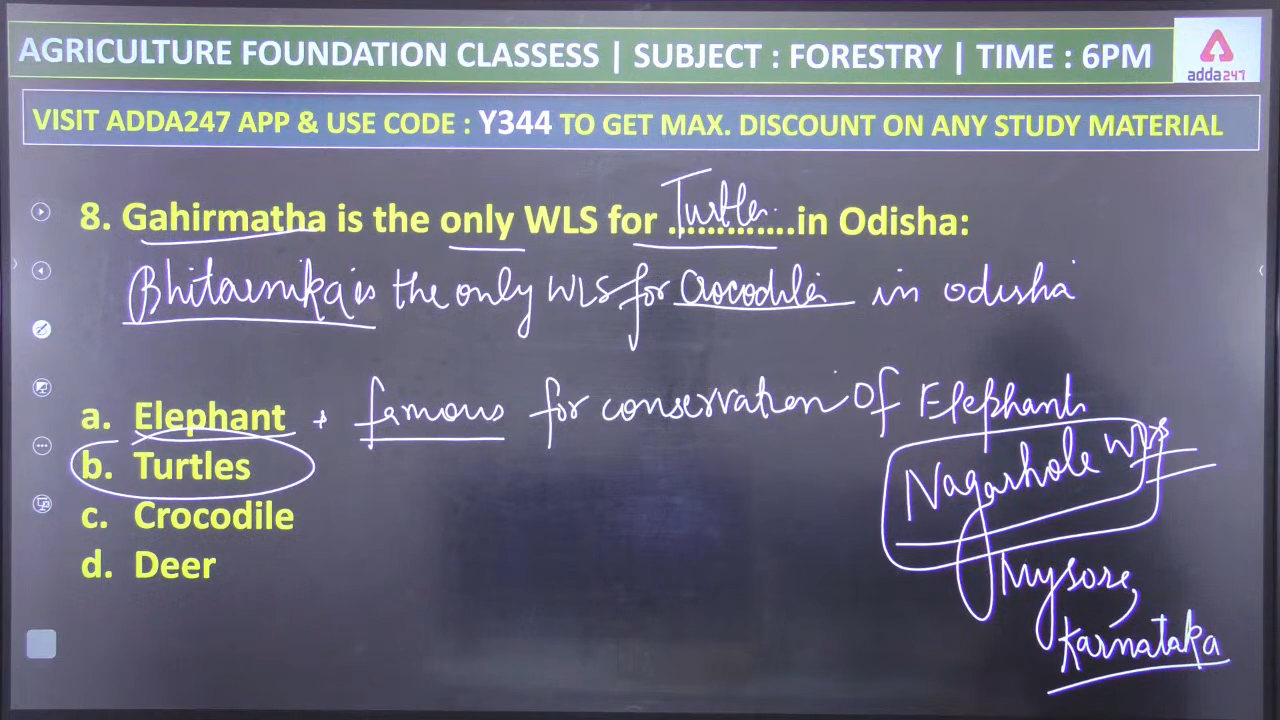 AGRICULTURE FOUNDATION CLASSESS | SUBJECT : FORESTRY | TIME : 6PM
adda247
VISIT ADDA247 APP & USE CODE : Y344 TO GET MAX. DISCOUNT ON ANY STUDY MATERIAL
8. Gahirmatha is the only WLS for Turtle.............in Odisha:
Bhitarnika is the only WLS for Crocodile in odisha
a. Elephant → famous for conservation of Elephant
b. Turtles
Nagarhole WLS
c. Crocodile
d. Deer
Mysore,
Karnataka